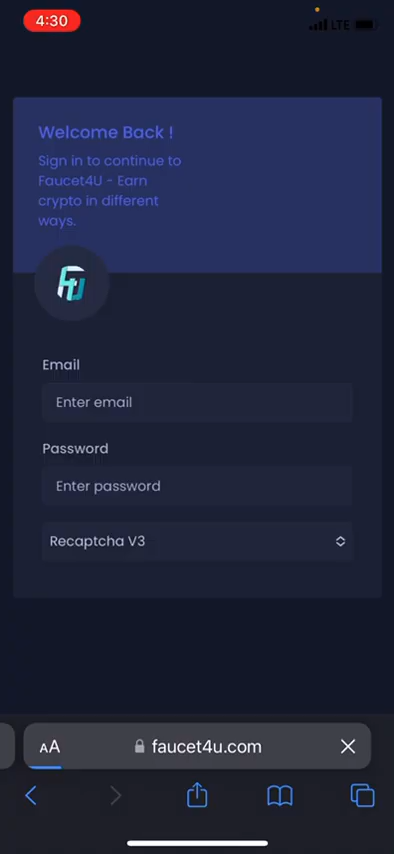 4:30
LTE
Welcome Back !
Sign in to continue to
Faucet4U - Earn
crypto in different
ways.
Email
Enter email
Password
Enter password
Recaptcha V3
AA
faucet4u.com